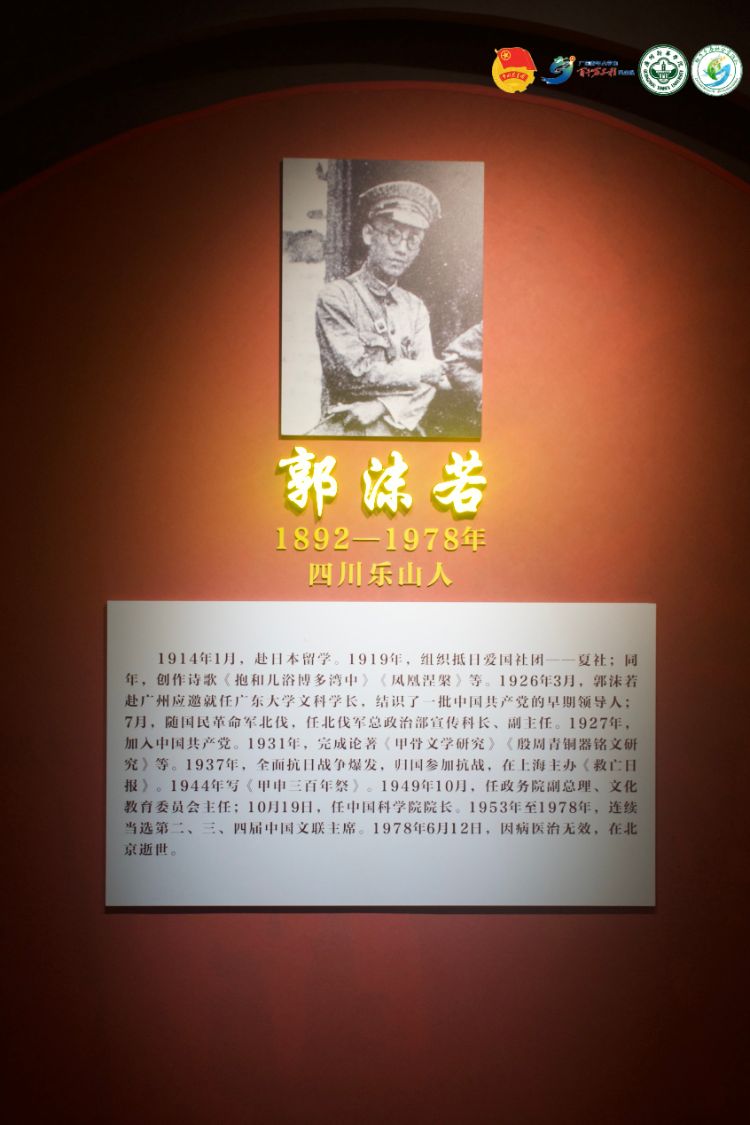 百千万工程
郭沫若
1892—1978年
四川乐山人
1914年1月，赴日本留学。1919年，组织抵日爱国社团——夏社；同
年，创作诗歌《抱和儿浴博多湾中》《凤凰涅槃》等。1926年3月，郭沫若
赴广州应邀就任广东大学文科学长，结识了一批中国共产党的早期领导人；
7月，随国民革命军北伐，任北伐军总政治部宣传科长、副主任。1927年，
加入中国共产党。1931年，完成论著《甲骨文字研究》《殷周青铜器铭文研
究》等。1937年，全面抗日战争爆发，归国参加抗战，在上海主办《救亡日
报》。1944年写《甲申三百年祭》。1949年10月，任政务院副总理、文化
教育委员会主任；10月19日，任中国科学院院长。1953年至1978年，连续
当选第二、三、四届中国文联主席。1978年6月12日，因病医治无效，在北
京逝世。